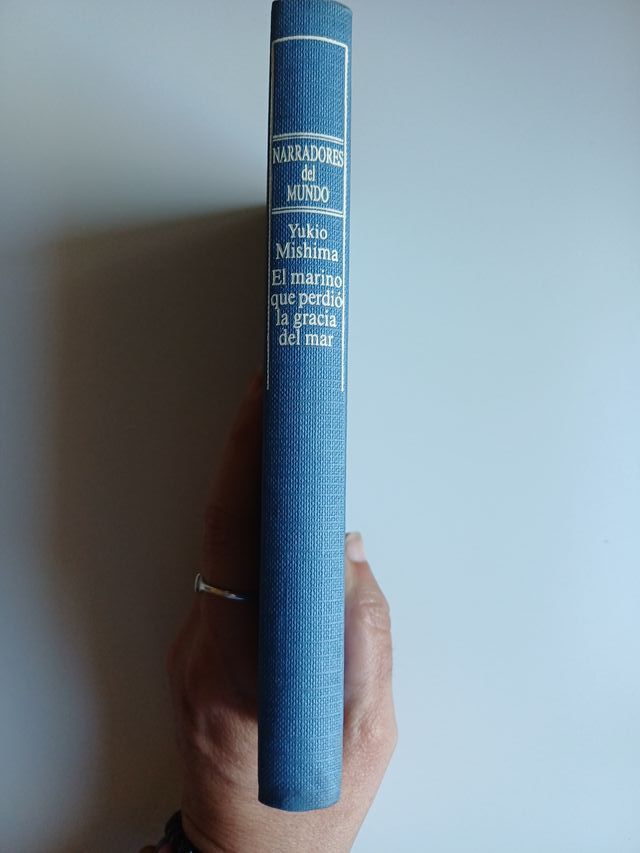 NARRADORES
del
MUNDO
Yukio
Mishima
El marino
que perdió
la gracia
del mar